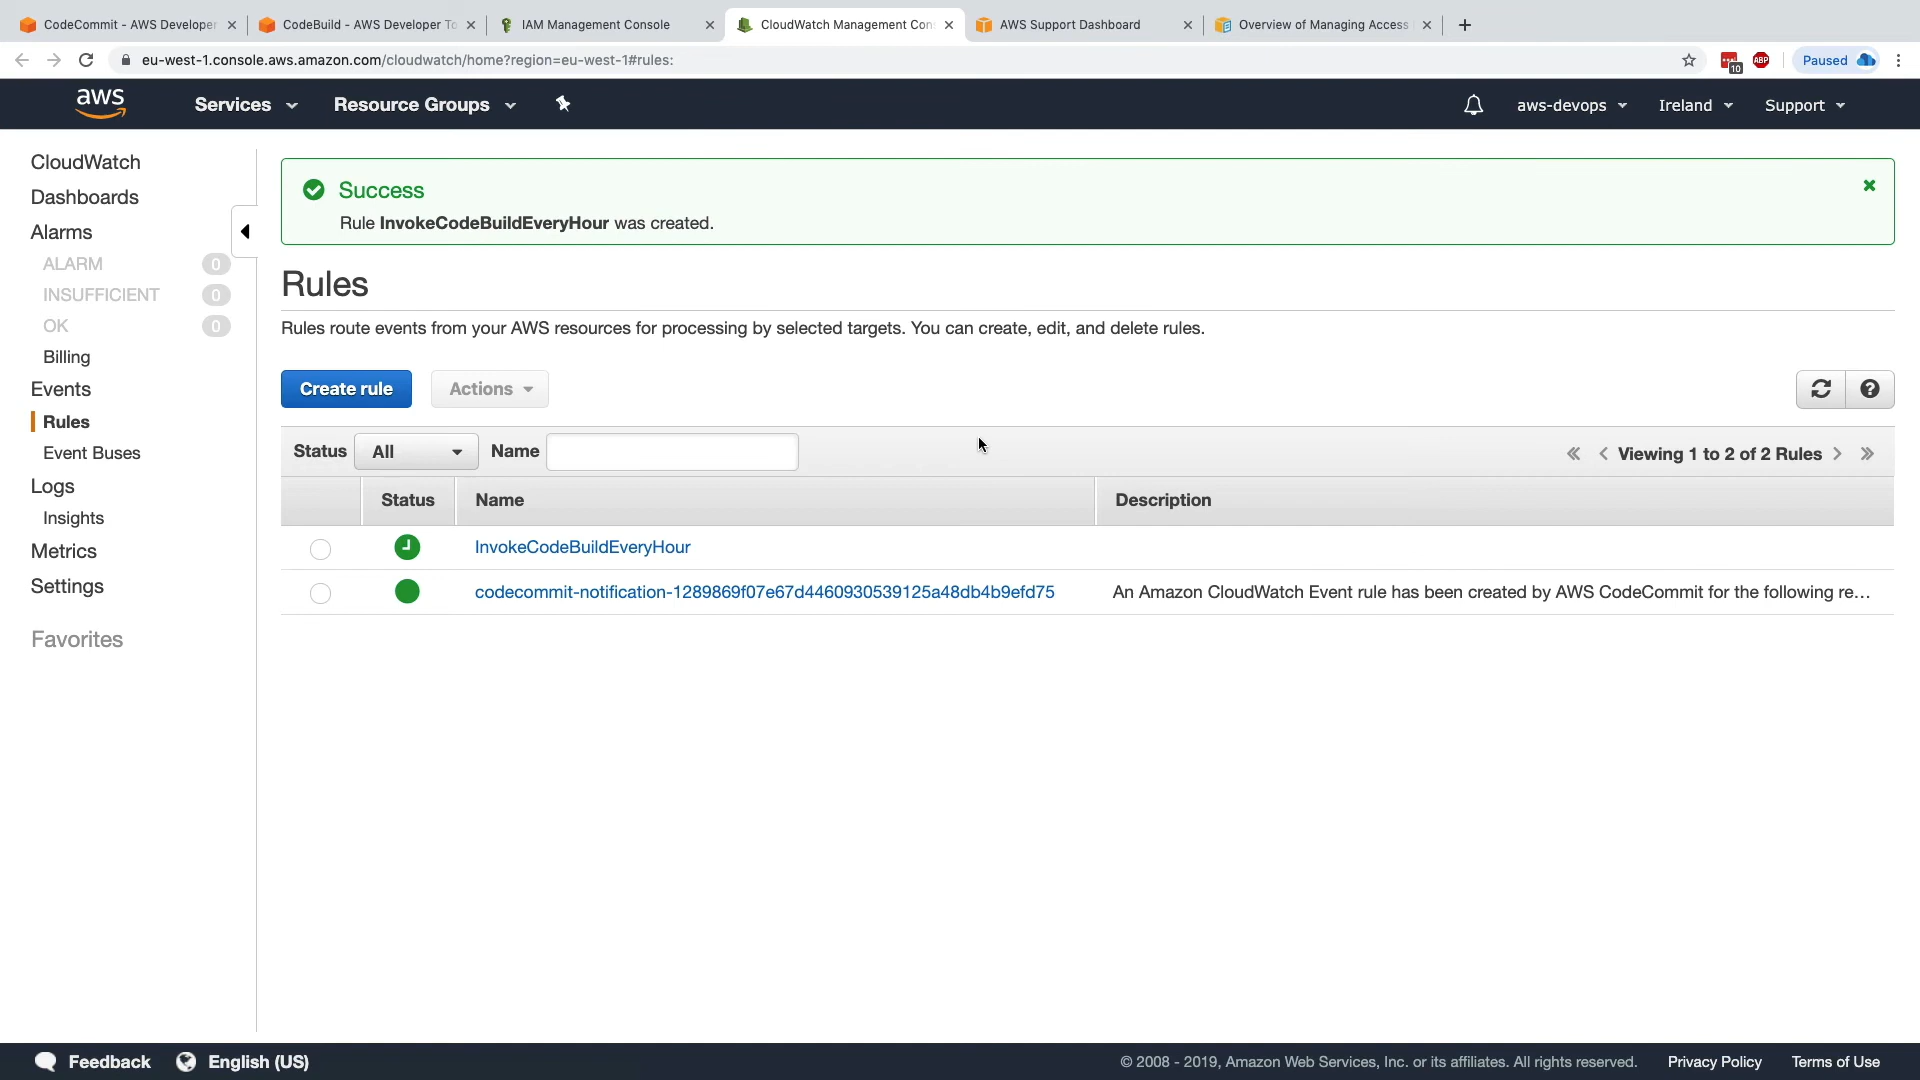 CodeCommit - AWS Developer
CodeBuild - AWS Developer To
IAM Management Console
CloudWatch Management Con
AWS Support Dashboard
Overview of Managing Access
eu-west-1.console.aws.amazon.com/cloudwatch/home?region=eu-west-1#rules:
10
ABP
Paused
aws
Services
Resource Groups
aws-devops
Ireland
Support
CloudWatch
Dashboards
Alarms
ALARM 0
INSUFFICIENT 0
OK 0
Billing
Events
Rules
Event Buses
Logs
Insights
Metrics
Settings
Favorites
Success
Rule InvokeCodeBuildEveryHour was created.
Rules
Rules route events from your AWS resources for processing by selected targets. You can create, edit, and delete rules.
Create rule
Actions
Status All Name
« < Viewing 1 to 2 of 2 Rules > »
Status Name Description
InvokeCodeBuildEveryHour
codecommit-notification-1289869f07e67d4460930539125a48db4b9efd75 An Amazon CloudWatch Event rule has been created by AWS CodeCommit for the following re...
Feedback
English (US)
© 2008 - 2019, Amazon Web Services, Inc. or its affiliates. All rights reserved.
Privacy Policy
Terms of Use